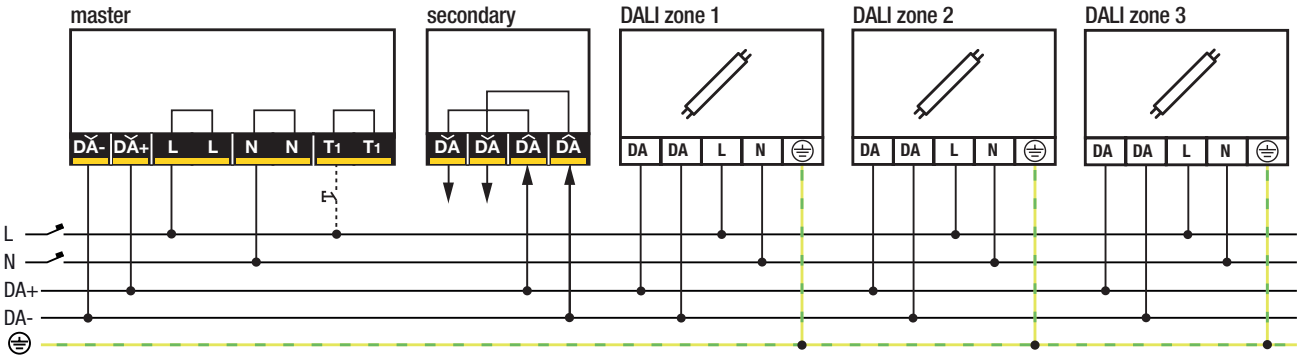 master secondary DALI zone 1 DALI zone 2 DALI zone 3
DA- DA+ L L N N T1 T1 DA DA DA DA DA DA L N DA DA L N DA DA L N
L
N
DA+
DA-